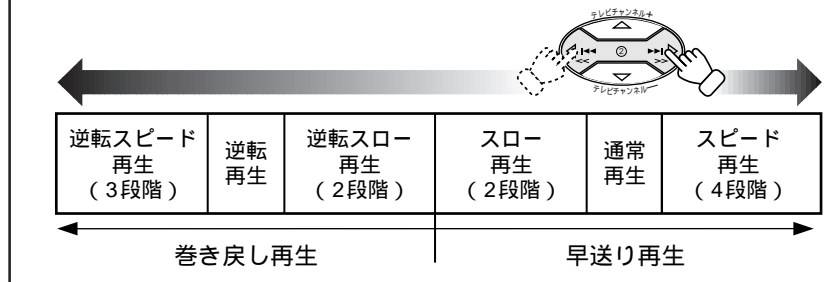 テレビチャンネル＋
②
<<
>>
テレビチャンネルー
逆転スピード
再生
（3段階）
逆転
再生
逆転スロー
再生
（2段階）
スロー
再生
（2段階）
通常
再生
スピード
再生
（4段階）
巻き戻し再生
早送り再生